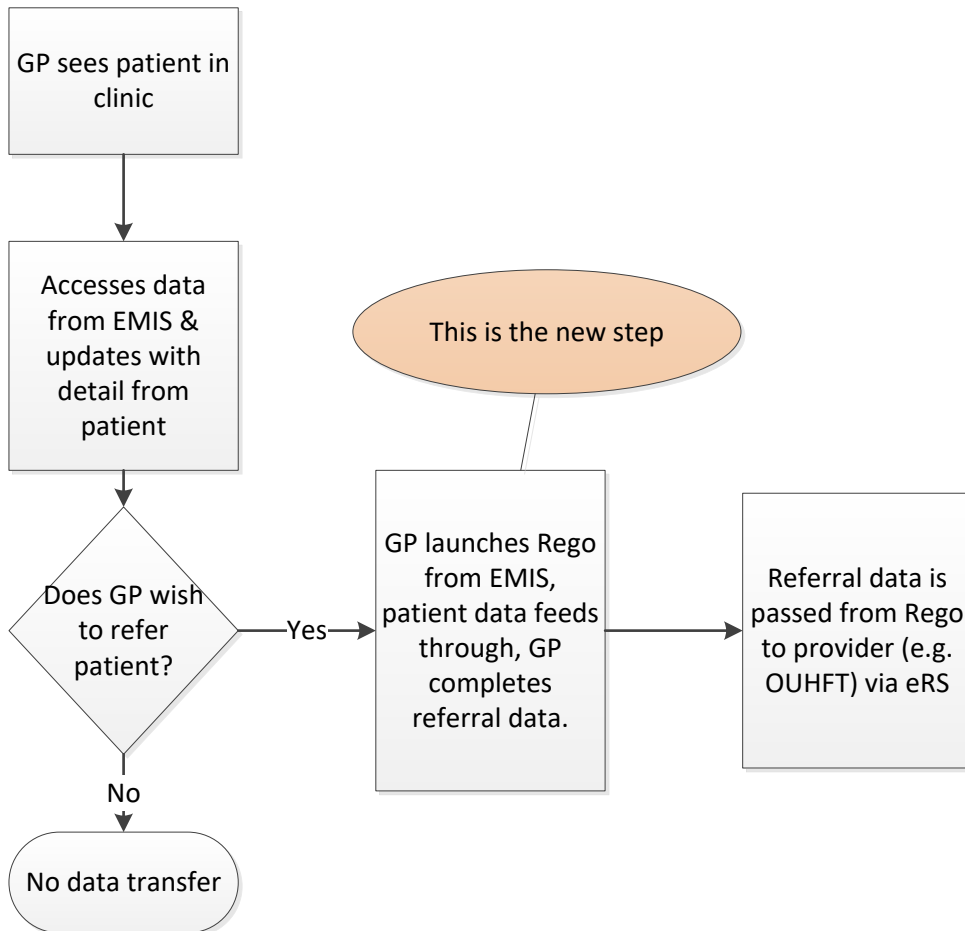 GP sees patient in
clinic
Accesses data
from EMIS &
updates with
detail from
patient
This is the new step
Does GP wish
to refer
patient?
Yes
GP launches Rego
from EMIS,
patient data feeds
through, GP
completes
referral data.
Referral data is
passed from Rego
to provider (e.g.
OUHFT) via eRS
No
No data transfer